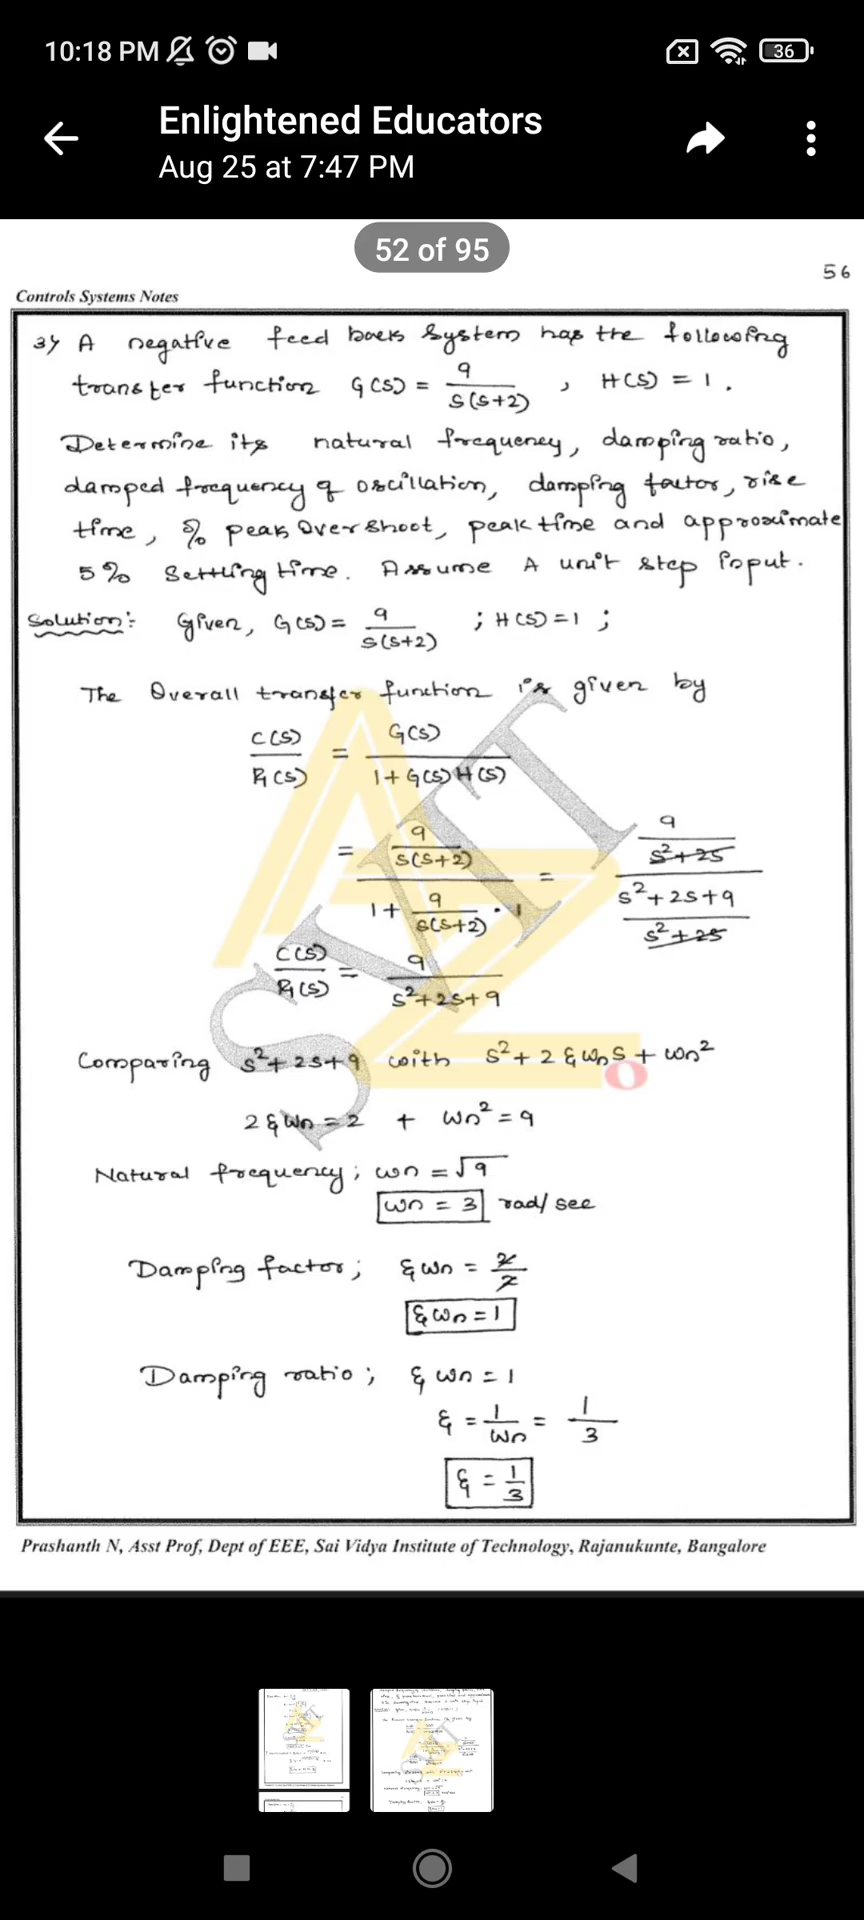 10:18 PM
36
Enlightened Educators
Aug 25 at 7:47 PM
52 of 95
56
Controls Systems Notes
3) A negative feed back system has the following
transfer function G(S) = 9/S(S+2) , H(S) = 1 .
Determine its natural frequency, damping ratio,
damped frequency of oscillation, damping factor, rise
time, % peak overshoot, peak time and approximate
5% Settling time. Assume A unit step input.
Solution:- Given, G(S) = 9/S(S+2) ; H(S)=1 ;
The Overall transfer function is given by
C(S)/R(S) = G(S)/1+G(S)H(S)
= 9/S(S+2) / 1+ 9/S(S+2) · 1 = 9/S²+2S / S²+2S+9/S²+2S
C(S)/R(S) = 9/S²+2S+9
Comparing S²+2S+9 with S²+2ξωnS+ωn²
2ξωn=2 + ωn²=9
Natural frequency; ωn=√9
ωn = 3 rad/sec
Damping factor; ξωn = 2/2
ξωn=1
Damping ratio; ξωn=1
ξ = 1/ωn = 1/3
ξ = 1/3
SVIT
AZ
O
Prashanth N, Asst Prof, Dept of EEE, Sai Vidya Institute of Technology, Rajanukunte, Bangalore